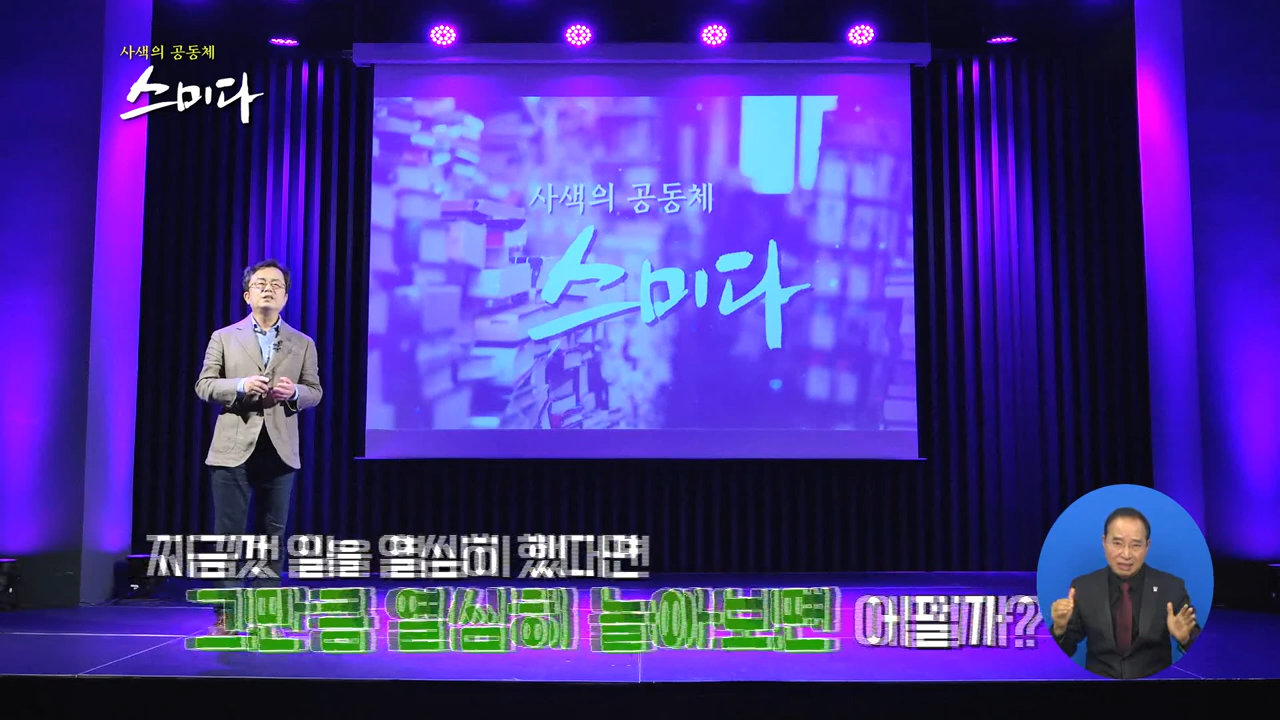 사색의 공동체
스미다
사색의 공동체
스미다
지금껏 일을 열심히 했다면
그만큼 열심히 놀아보면 어떨까?